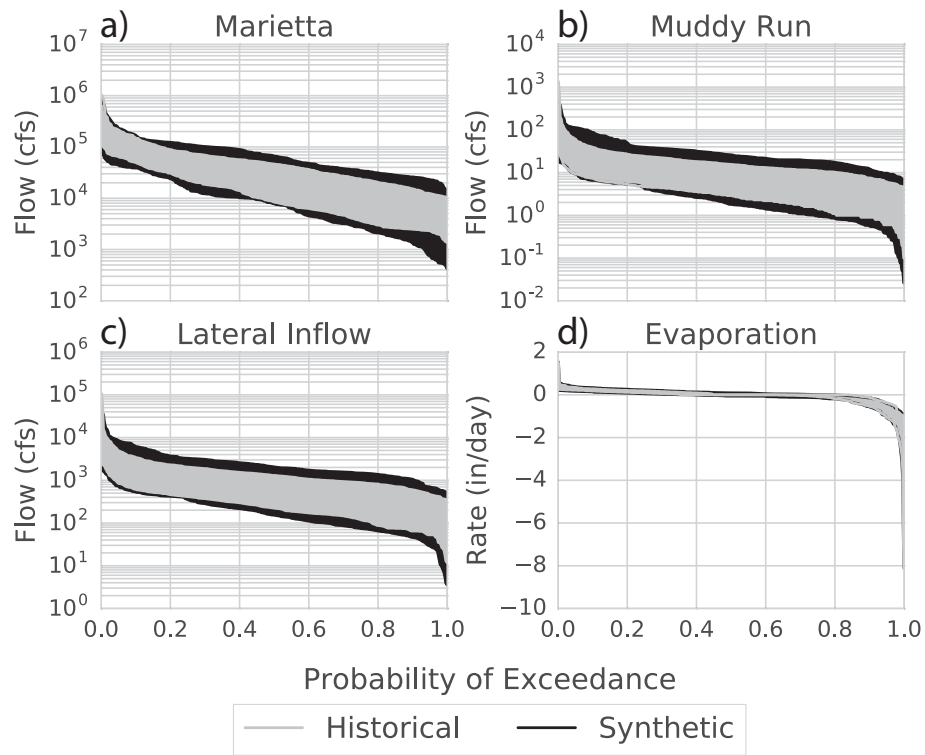 a) Marietta
10^7
10^6
10^5
10^4
10^3
10^2
Flow (cfs)
b) Muddy Run
10^4
10^3
10^2
10^1
10^0
10^-1
10^-2
Flow (cfs)
c) Lateral Inflow
10^6
10^5
10^4
10^3
10^2
10^1
10^0
Flow (cfs)
0.0 0.2 0.4 0.6 0.8 1.0
d) Evaporation
2
0
−2
−4
−6
−8
−10
Rate (in/day)
0.0 0.2 0.4 0.6 0.8 1.0
Probability of Exceedance
Historical Synthetic